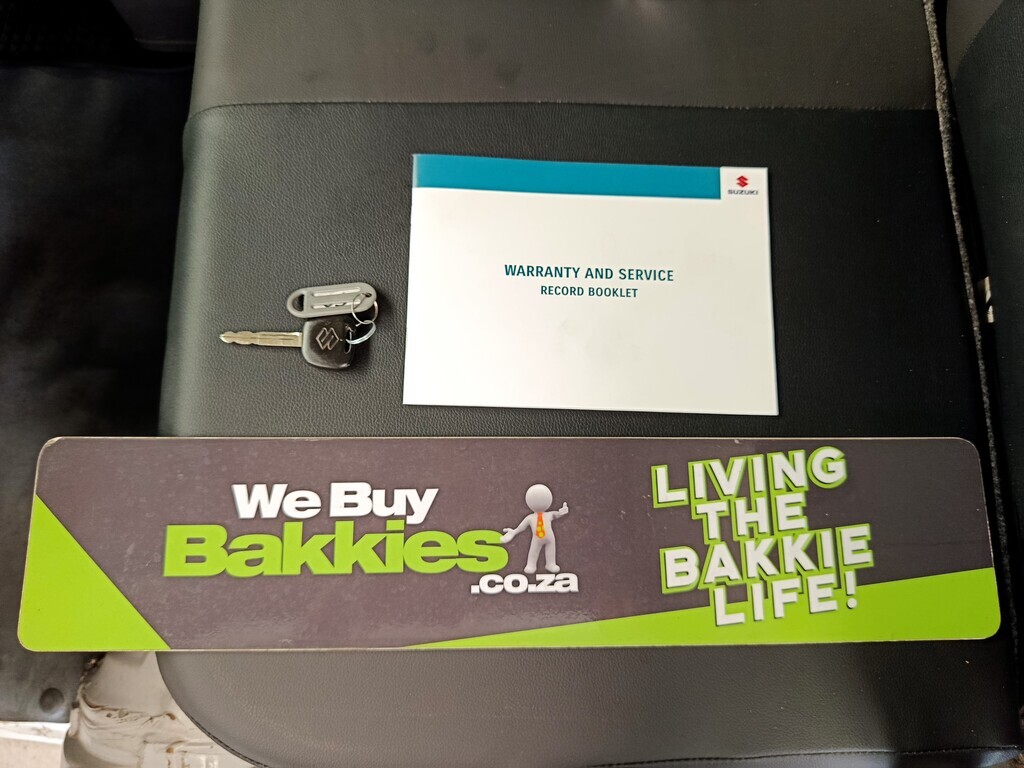 SUZUKI
WARRANTY AND SERVICE
RECORD BOOKLET
We Buy
Bakkies
.co.za
LIVING
THE
BAKKIE
LIFE!